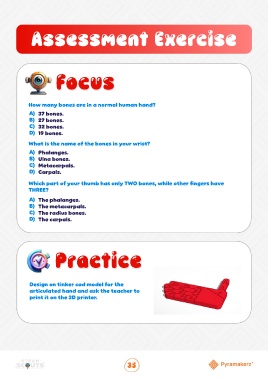 Assessment Exercise
Focus
How many bones are in a normal human hand?
A) 37 bones.
B) 27 bones.
C) 32 bones.
D) 19 bones.
What is the name of the bones in your wrist?
A) Phalanges.
B) Ulna bones.
C) Metacarpals.
D) Carpals.
Which part of your thumb has only TWO bones, while other fingers have
THREE?
A) The phalanges.
B) The metacarpals.
C) The radius bones.
D) The carpals.
Practice
Design on tinker cad model for the
articulated hand and ask the teacher to
print it on the 3D printer.
35
Pyramakerz